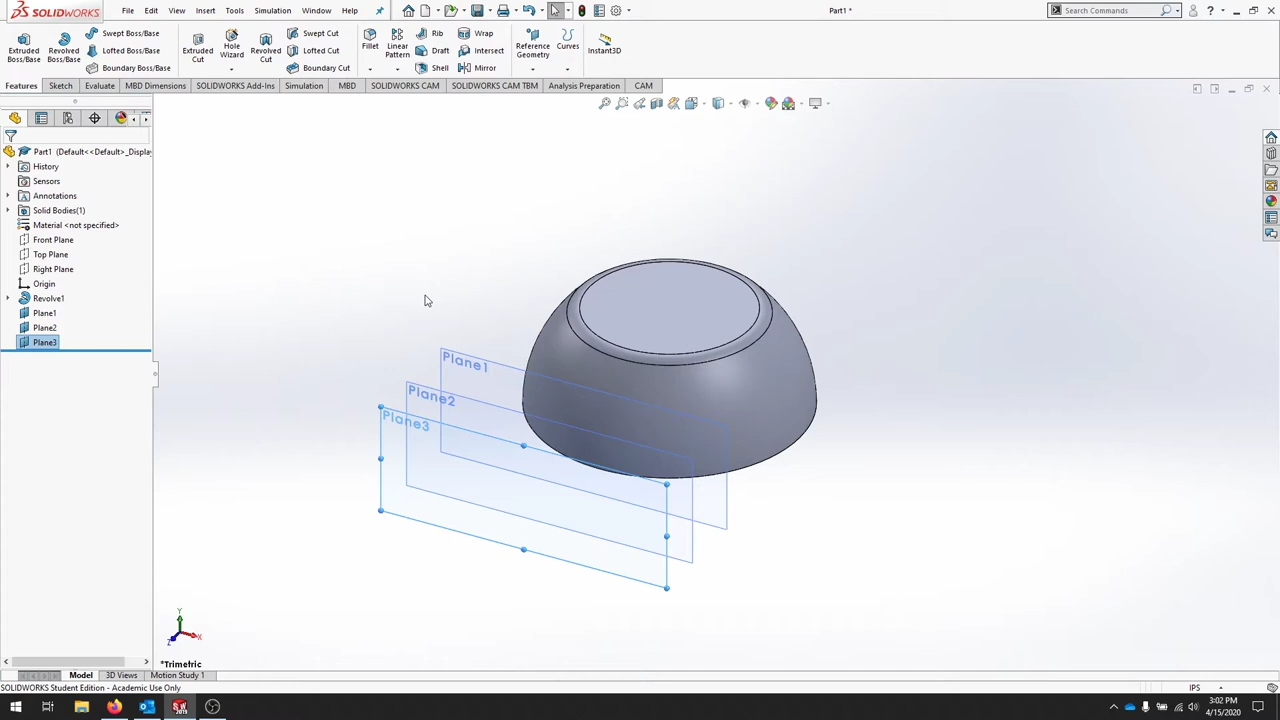 SOLIDWORKS
File
Edit
View
Insert
Tools
Simulation
Window
Help
Part1 *
Search Commands
Extruded Boss/Base
Revolved Boss/Base
Swept Boss/Base
Lofted Boss/Base
Boundary Boss/Base
Extruded Cut
Hole Wizard
Revolved Cut
Swept Cut
Lofted Cut
Boundary Cut
Fillet
Linear Pattern
Rib
Draft
Shell
Wrap
Intersect
Mirror
Reference Geometry
Curves
Instant3D
Features
Sketch
Evaluate
MBD Dimensions
SOLIDWORKS Add-Ins
Simulation
MBD
SOLIDWORKS CAM
SOLIDWORKS CAM TBM
Analysis Preparation
CAM
Part1 (Default<<Default>_Display
History
Sensors
Annotations
Solid Bodies(1)
Material <not specified>
Front Plane
Top Plane
Right Plane
Origin
Revolve1
Plane1
Plane2
Plane3
Plane1
Plane2
Plane3
Y
X
Z
*Trimetric
Model
3D Views
Motion Study 1
SOLIDWORKS Student Edition - Academic Use Only
IPS
3:02 PM
4/15/2020